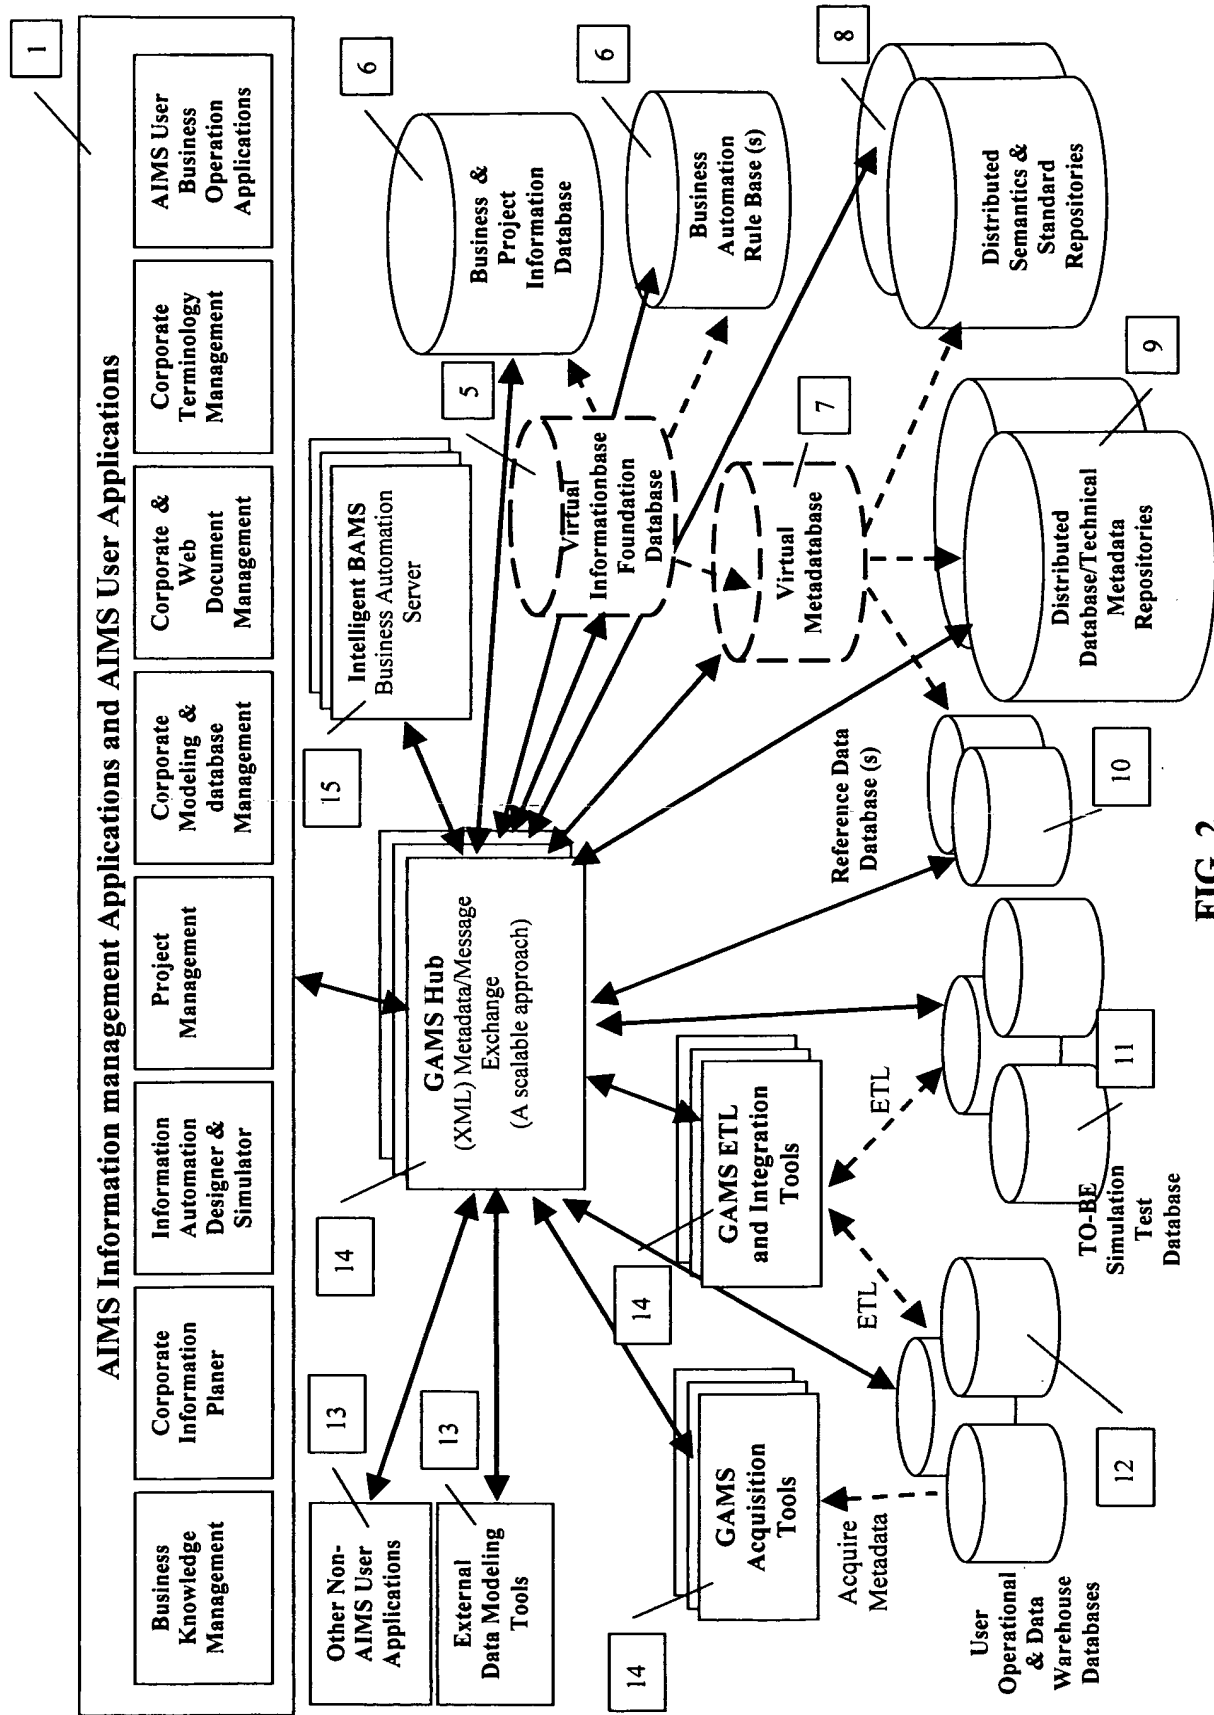 AIMS Information management Applications and AIMS User Applications
1
Business
Knowledge
Management
Corporate
Information
Planer
Information
Automation
Designer &
Simulator
Project
Management
Corporate
Modeling &
database
Management
Corporate &
Web
Document
Management
Corporate
Terminology
Management
AIMS User
Business
Operation
Applications
Other Non-
AIMS User
Applications
13
External
Data Modeling
Tools
13
14
GAMS Hub
(XML) Metadata/Message
Exchange
(A scalable approach)
15
Intelligent BAMS
Business Automation
Server
5
Virtual
Informationbase
Foundation
Database
6
Business &
Project
Information
Database
6
Business
Automation
Rule Base (s)
7
Virtual
Metadatabase
8
Distributed
Semantics &
Standard
Repositories
9
Distributed
Database/Technical
Metadata
Repositories
Reference Data
Database (s)
10
14
GAMS
Acquisition
Tools
14
GAMS ETL
and Integration
Tools
Acquire
Metadata
ETL
ETL
11
12
User
Operational
& Data
Warehouse
Databases
TO-BE
Simulation
Test
Database
FIG. 2